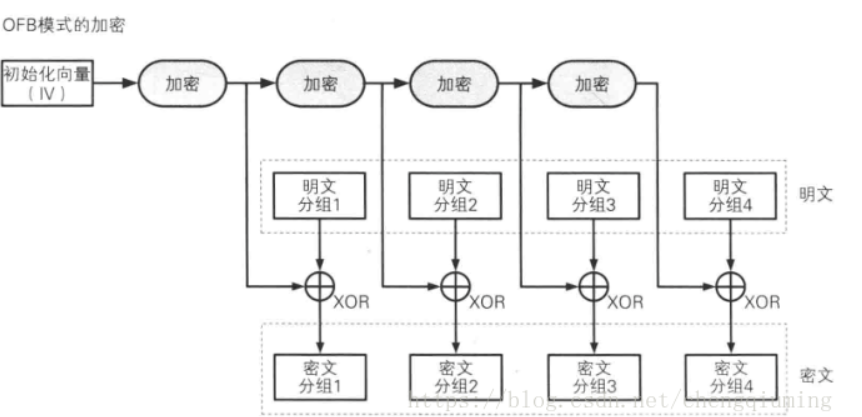 OFB模式的加密
初始化向量
（IV）
加密
加密
加密
加密
明文
分组1
明文
分组2
明文
分组3
明文
分组4
明文
XOR
XOR
XOR
XOR
密文
分组1
密文
分组2
密文
分组3
密文
分组4
密文
https://blog.csdn.net/chengqiuming